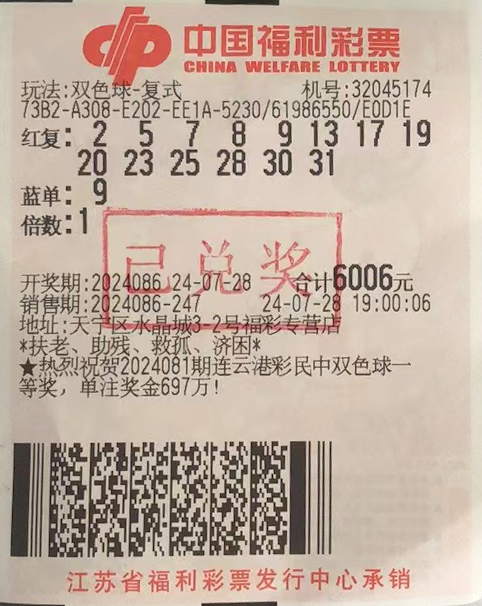 中国福利彩票
CHINA WELFARE LOTTERY
玩法:双色球-复式 机号:32045174
73B2-A308-E202-EE1A-5230/61986550/E0D1E
红复: 2 5 7 8 9 13 17 19
20 23 25 28 30 31
蓝单: 9
倍数:1
已兑奖
开奖期:2024086 24-07-28 合计6006元
销售期:2024086-247 24-07-28 19:00:06
地址:天宁区水晶城3-2号福彩专营店
*扶老、助残、救孤、济困*
★热烈祝贺2024081期连云港彩民中双色球一
等奖，单注奖金697万!
江苏省福利彩票发行中心承销